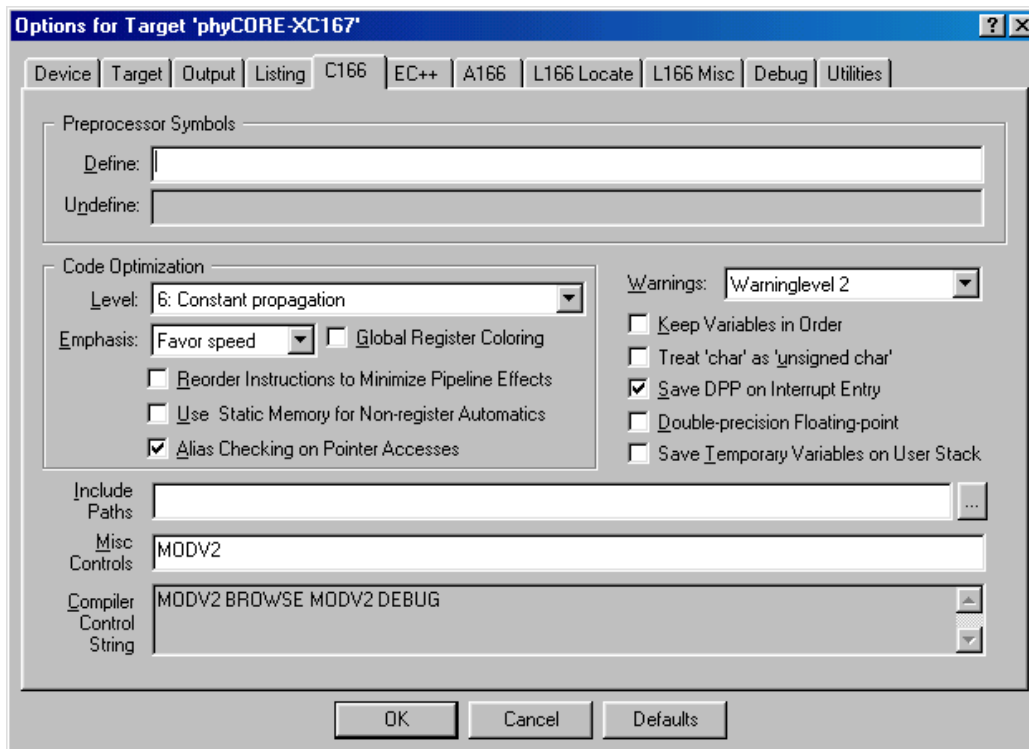 Options for Target 'phyCORE-XC167'
Device Target Output Listing C166 EC++ A166 L166 Locate L166 Misc Debug Utilities
Preprocessor Symbols
Define:
Undefine:
Code Optimization
Level: 6: Constant propagation
Emphasis: Favor speed Global Register Coloring
Reorder Instructions to Minimize Pipeline Effects
Use Static Memory for Non-register Automatics
Alias Checking on Pointer Accesses
Warnings: Warninglevel 2
Keep Variables in Order
Treat 'char' as 'unsigned char'
Save DPP on Interrupt Entry
Double-precision Floating-point
Save Temporary Variables on User Stack
Include
Paths
...
Misc
Controls
MODV2
Compiler
Control
String
MODV2 BROWSE MODV2 DEBUG
OK Cancel Defaults